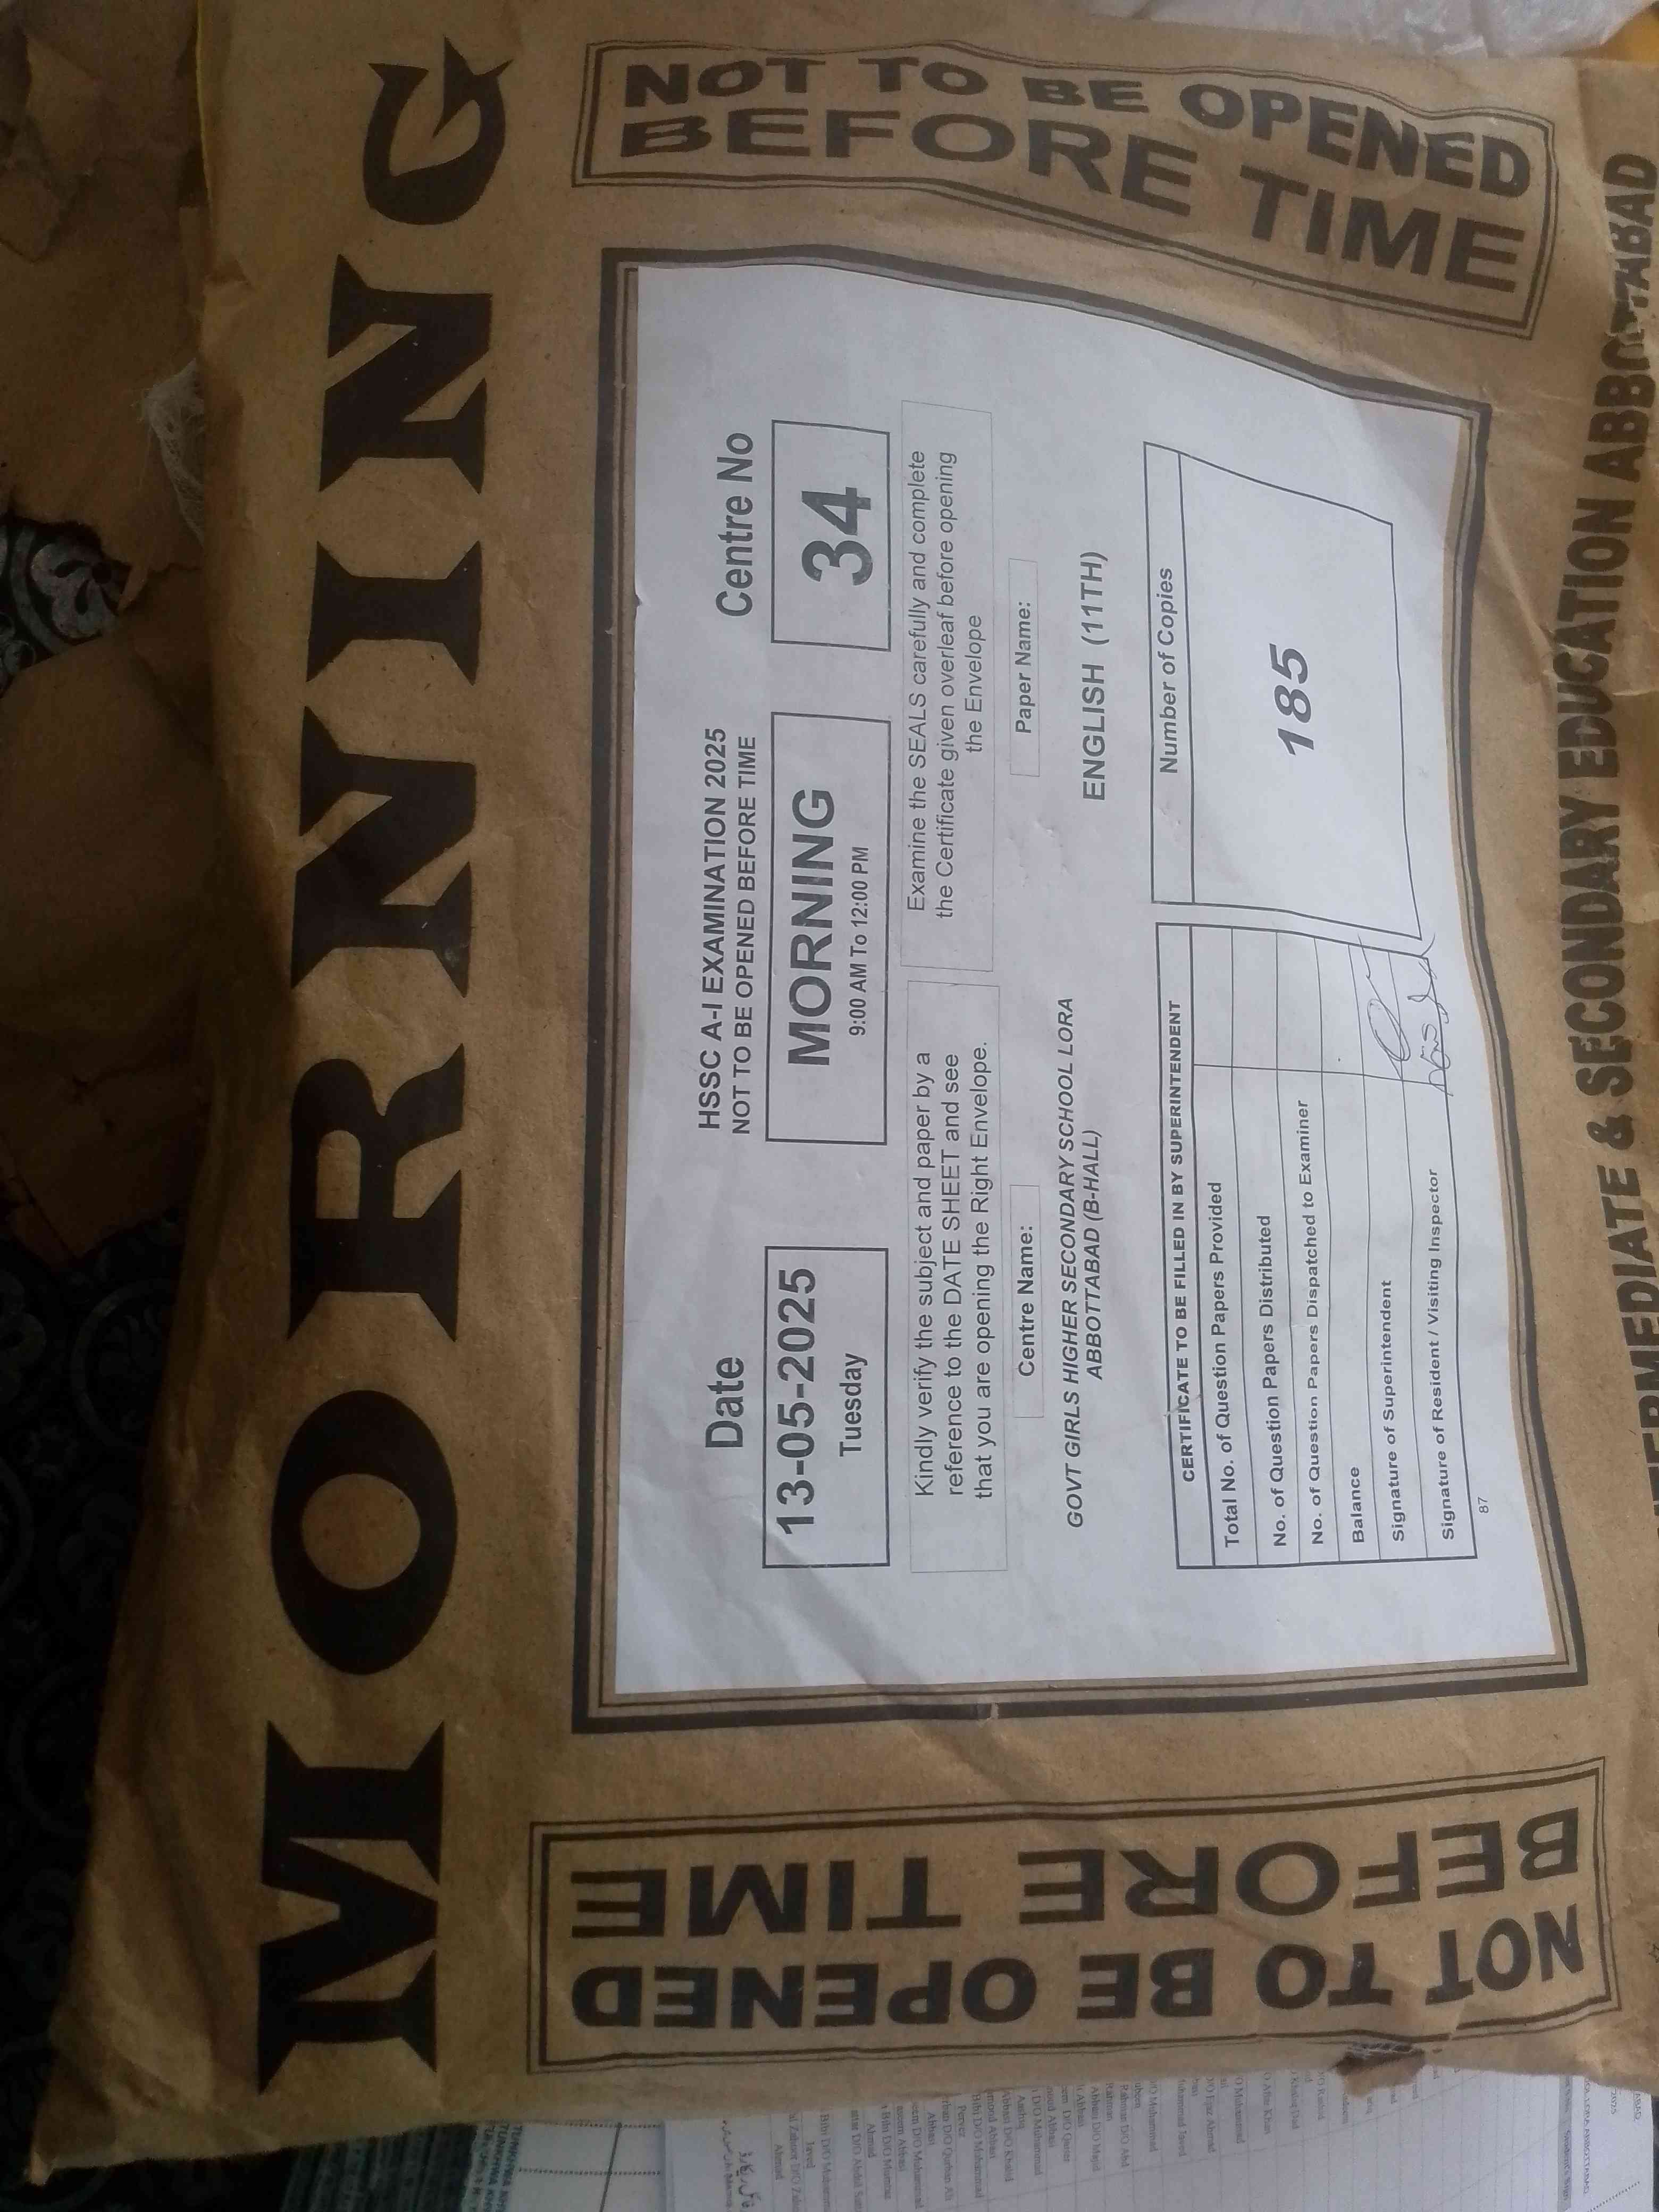 MORNING
NOT TO BE OPENED
BEFORE TIME
NOT TO BE OPENED
BEFORE TIME
HSSC A-I EXAMINATION 2025
NOT TO BE OPENED BEFORE TIME
Date
Centre No
13-05-2025
Tuesday
MORNING
9:00 AM To 12:00 PM
34
Kindly verify the subject and paper by a
reference to the DATE SHEET and see
that you are opening the Right Envelope.
Examine the SEALS carefully and complete
the Certificate given overleaf before opening
the Envelope
Centre Name:
Paper Name:
GOVT GIRLS HIGHER SECONDARY SCHOOL LORA
ABBOTTABAD (B-HALL)
ENGLISH (11TH)
CERTIFICATE TO BE FILLED IN BY SUPERINTENDENT
Total No. of Question Papers Provided
No. of Question Papers Distributed
No. of Question Papers Dispatched to Examiner
Balance
Signature of Superintendent
Signature of Resident / Visiting Inspector
Number of Copies
185
87
INTERMEDIATE & SECONDARY EDUCATION ABBOTTABAD